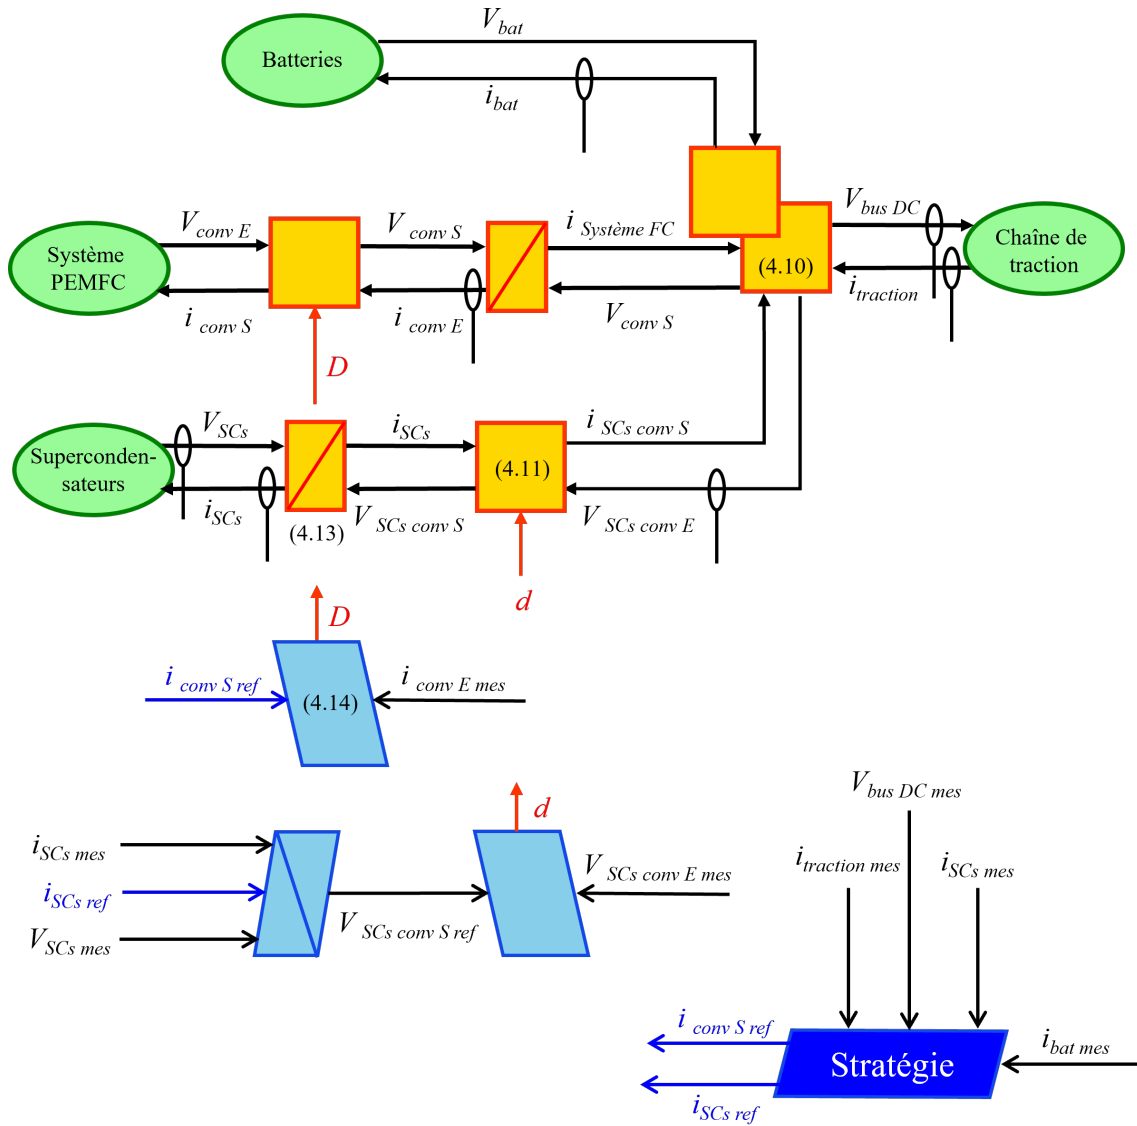 V bat
Batteries
i bat
V conv E
V conv S
i Système FC
V bus DC
Système
PEMFC
(4.10)
Chaîne de
traction
i conv S
i conv E
V conv S
i traction
D
V SCs
i SCs
i SCs conv S
Superconden-
sateurs
(4.11)
i SCs
V SCs conv S
V SCs conv E
(4.13)
d
D
i conv S ref
i conv E mes
(4.14)
V bus DC mes
d
i SCs mes
i traction mes
i SCs mes
V SCs conv E mes
i SCs ref
V SCs conv S ref
V SCs mes
i conv S ref
Stratégie
i bat mes
i SCs ref